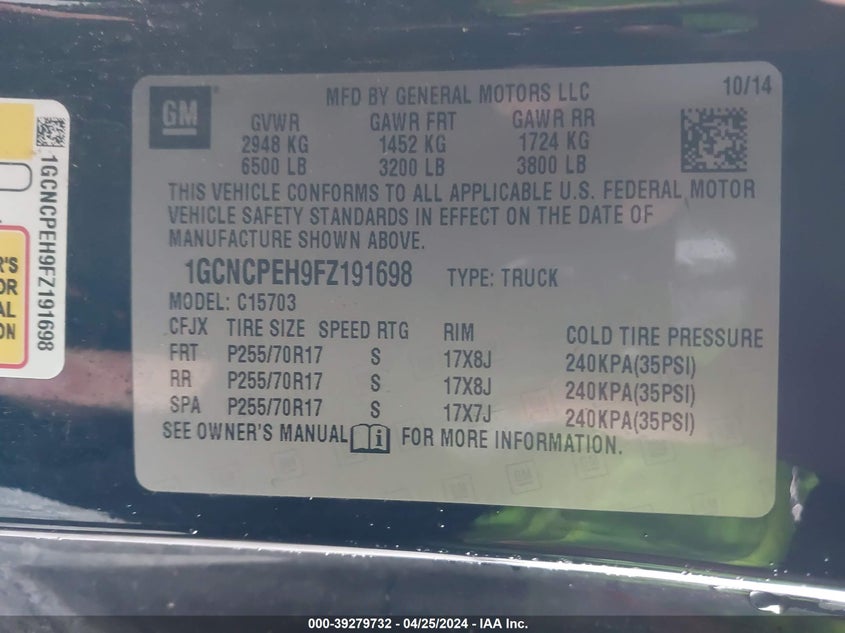 10/14
GM
MFD BY GENERAL MOTORS LLC
GVWR GAWR FRT GAWR RR
2948 KG 1452 KG 1724 KG
6500 LB 3200 LB 3800 LB
THIS VEHICLE CONFORMS TO ALL APPLICABLE U.S. FEDERAL MOTOR
VEHICLE SAFETY STANDARDS IN EFFECT ON THE DATE OF
MANUFACTURE SHOWN ABOVE.
1GCNCPEH9FZ191698 TYPE: TRUCK
MODEL: C15703
CFJX TIRE SIZE SPEED RTG RIM COLD TIRE PRESSURE
FRT P255/70R17 S 17X8J 240KPA(35PSI)
RR P255/70R17 S 17X8J 240KPA(35PSI)
SPA P255/70R17 S 17X7J 240KPA(35PSI)
SEE OWNER'S MANUAL i FOR MORE INFORMATION.
1GCNCPEH9FZ191698
R'S
OR
AL
ON
000-39279732 - 04/25/2024 - IAA Inc.